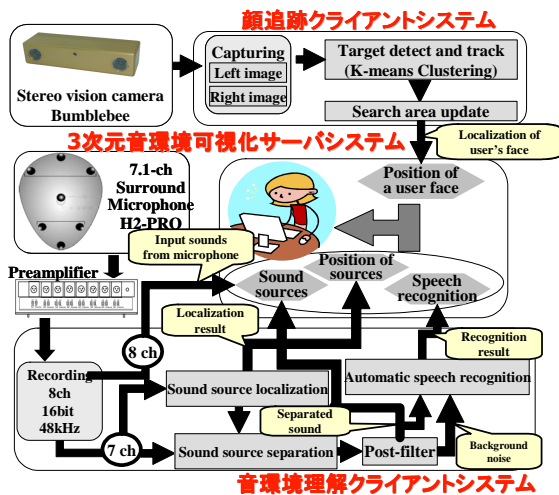 顔追跡クライアントシステム
Capturing
Left image
Right image
Target detect and track
(K-means Clustering)
Search area update
Stereo vision camera
Bumblebee
3次元音環境可視化サーバシステム
Localization of
user's face
7.1-ch
Surround
Microphone
H2-PRO
Position of
a user face
Input sounds
from microphone
Preamplifier
Sound
sources
Position of
sources
Speech
recognition
Localization
result
Recognition
result
8 ch
Recording
8ch
16bit
48kHz
Sound source localization
Automatic speech recognition
Separated
sound
7 ch
Sound source separation
Post-filter
Background
noise
音環境理解クライアントシステム